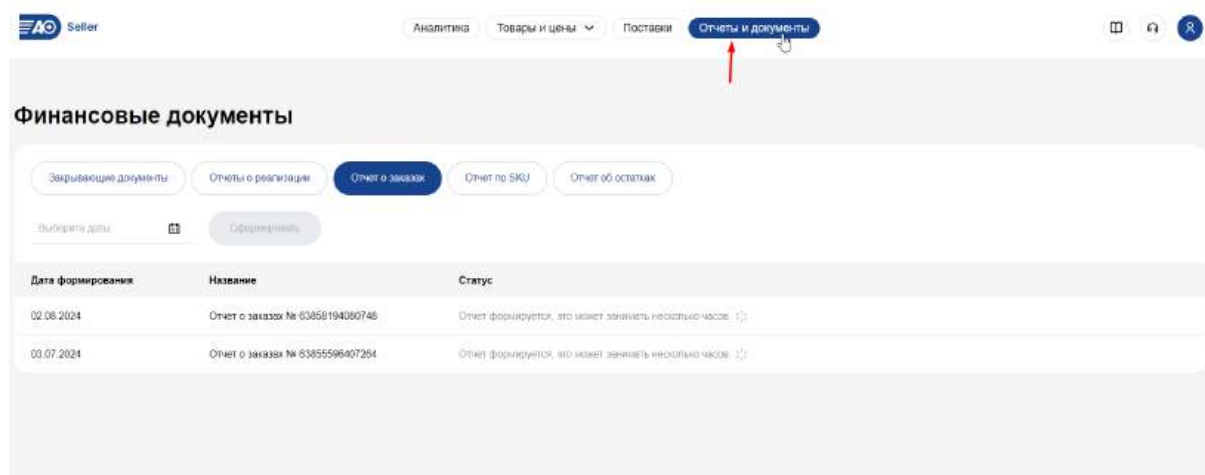 АО Seller Аналитика Товары и цены Поставки Отчеты и документы
Финансовые документы
Закрывающие документы Отчеты о реализации Отчет о заказах Отчет по SKU Отчет об остатках
Выберите даты Сформировать
Дата формирования Название Статус
02.08.2024 Отчет о заказах № 63858194080746 Отчет формируется, это может занимать несколько часов
03.07.2024 Отчет о заказах № 63855596407264 Отчет формируется, это может занимать несколько часов